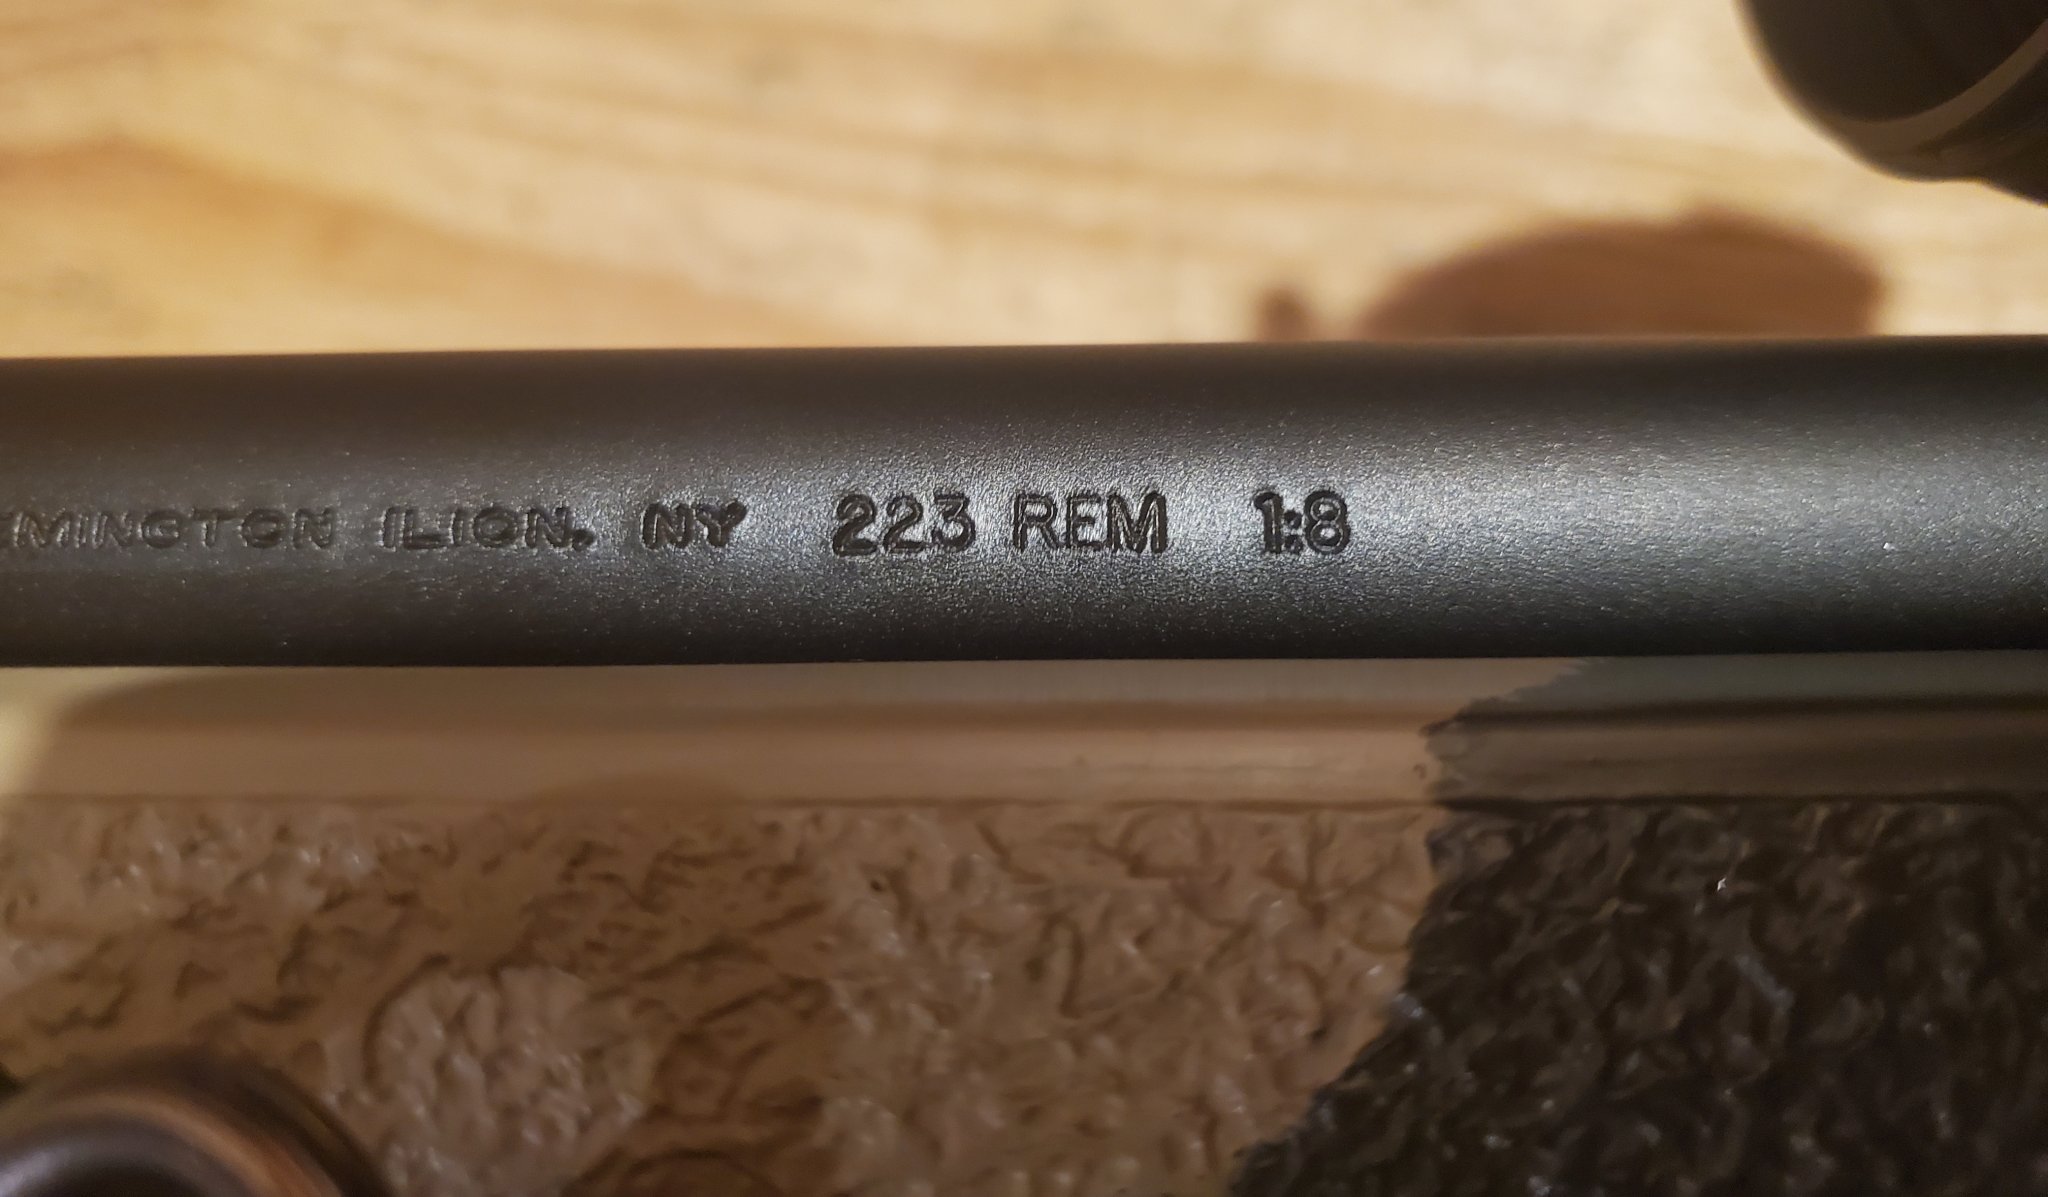 EMINGTON ILION, NY 223 REM 1:8